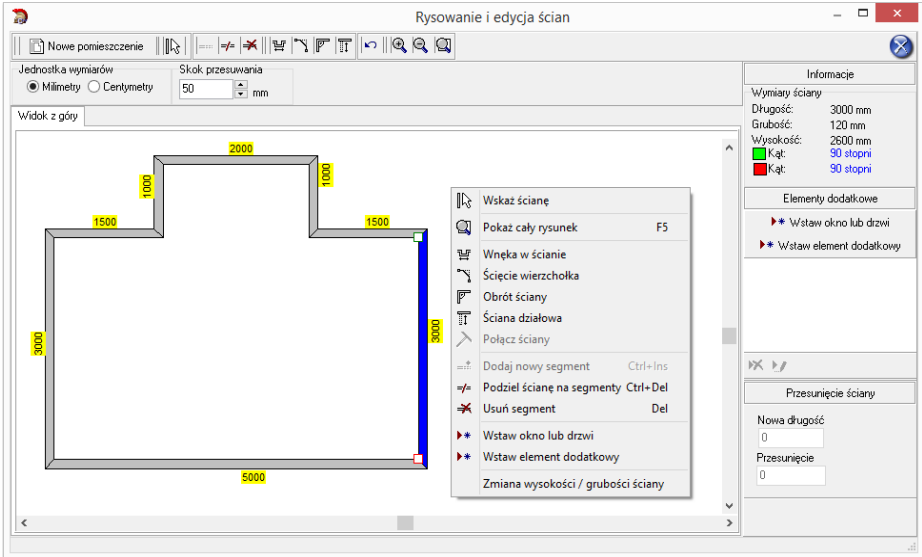 Rysowanie i edycja ścian
Nowe pomieszczenie
Jednostka wymiarów
Milimetry
Centymetry
Skok przesuwania
50
mm
Widok z góry
2000
1000
1000
1500
1500
3000
3000
5000
Wskaż ścianę
Pokaż cały rysunek F5
Wnęka w ścianie
Ścięcie wierzchołka
Obrót ściany
Ściana działowa
Połącz ściany
Dodaj nowy segment Ctrl+Ins
Podziel ścianę na segmenty Ctrl+Del
Usuń segment Del
Wstaw okno lub drzwi
Wstaw element dodatkowy
Zmiana wysokości / grubości ściany
Informacje
Wymiary ściany
Długość: 3000 mm
Grubość: 120 mm
Wysokość: 2600 mm
Kąt: 90 stopni
Kąt: 90 stopni
Elementy dodatkowe
Wstaw okno lub drzwi
Wstaw element dodatkowy
Przesunięcie ściany
Nowa długość
0
Przesunięcie
0